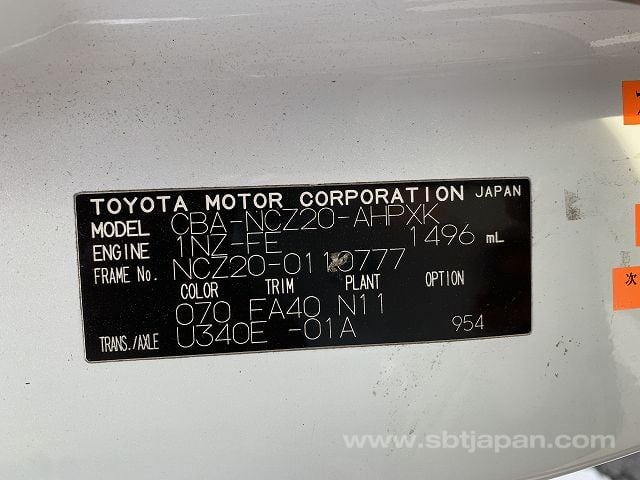 TOYOTA MOTOR CORPORATION JAPAN
MODEL CBA-NCZ20-AHPXK
ENGINE 1NZ-FE 1496 mL
FRAME No. NCZ20-0110777
COLOR TRIM PLANT OPTION
070 FA40 N11
TRANS./AXLE U340E -01A 954
次
www.sbtjapan.com